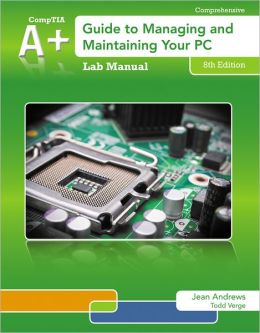 Comprehensive
CompTIA
A+
Guide to Managing and
Maintaining Your PC
Lab Manual
8th Edition
Jean Andrews
Todd Verge